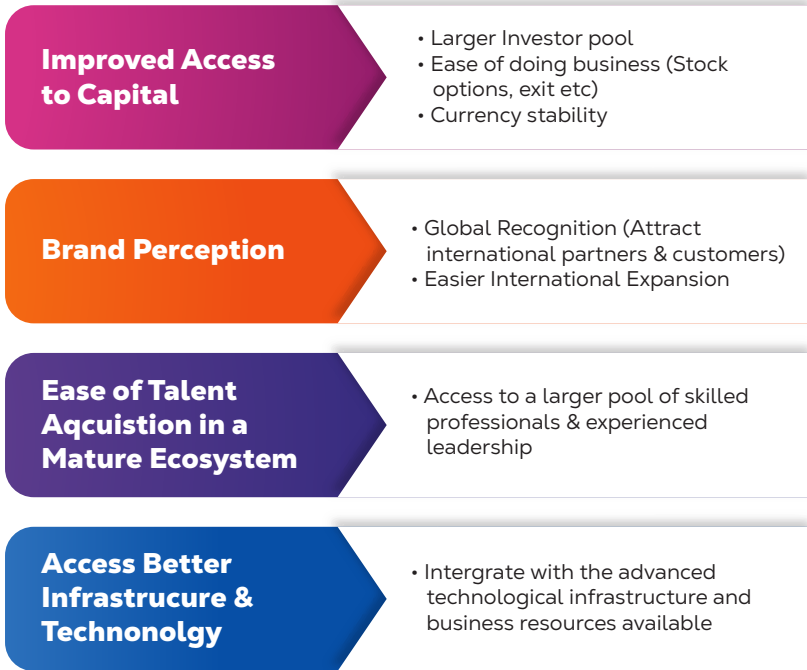 Improved Access
to Capital
• Larger Investor pool
• Ease of doing business (Stock
options, exit etc)
• Currency stability
Brand Perception
• Global Recognition (Attract
international partners & customers)
• Easier International Expansion
Ease of Talent
Aqcuistion in a
Mature Ecosystem
• Access to a larger pool of skilled
professionals & experienced
leadership
Access Better
Infrastrucure &
Technonolgy
• Intergrate with the advanced
technological infrastructure and
business resources available